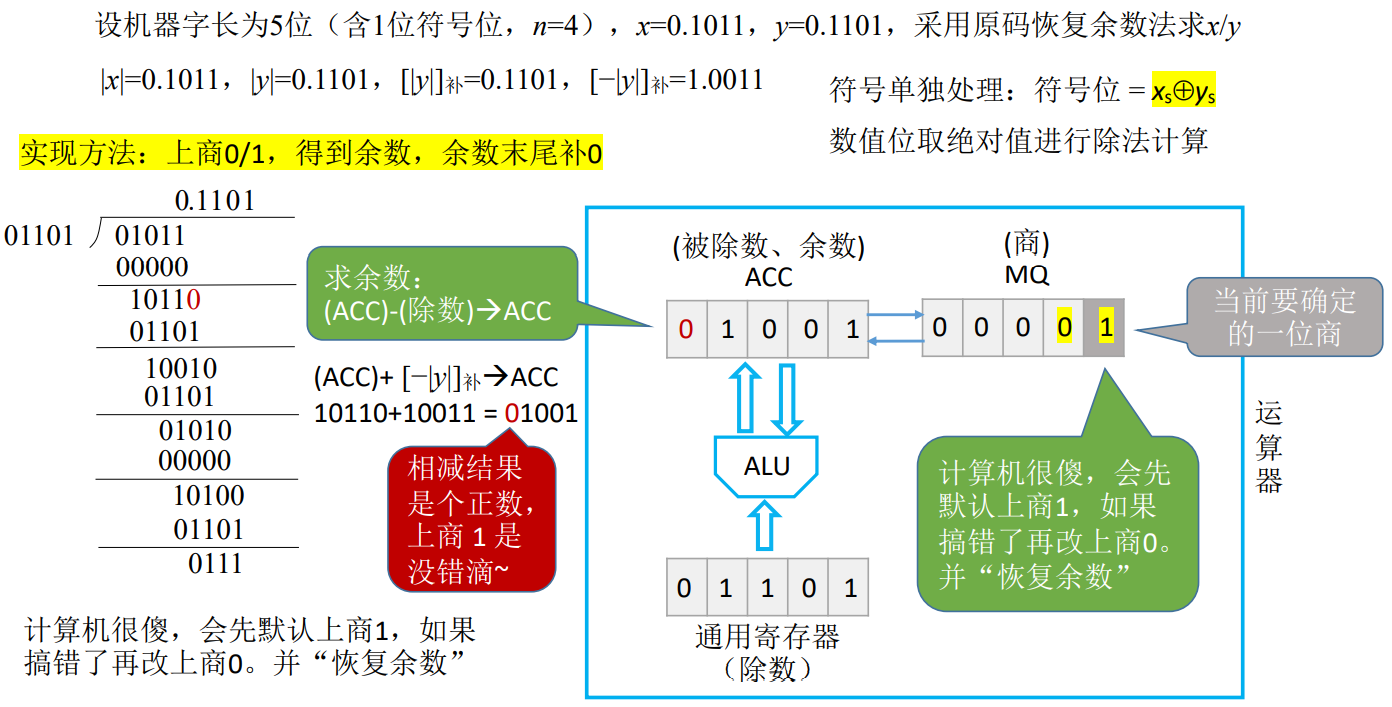 设机器字长为5位（含1位符号位，n=4），x=0.1011，y=0.1101，采用原码恢复余数法求x/y
|x|=0.1011，|y|=0.1101，[|y|]补=0.1101，[−|y|]补=1.0011
符号单独处理：符号位 = xs⊕ys
数值位取绝对值进行除法计算
实现方法：上商0/1，得到余数，余数末尾补0
0.1101
01101
01011
00000
10110
01101
10010
01101
01010
00000
10100
01101
0111
求余数：
(ACC)-(除数)→ACC
(ACC)+ [−|y|]补→ACC
10110+10011 = 01001
相减结果
是个正数，
上商 1 是
没错滴~
计算机很傻，会先默认上商1，如果
搞错了再改上商0。并“恢复余数”
(被除数、余数)
ACC
0 1 0 0 1
(商)
MQ
0 0 0 0 1
当前要确定
的一位商
ALU
0 1 1 0 1
通用寄存器
（除数）
计算机很傻，会先
默认上商1，如果
搞错了再改上商0。
并“恢复余数”
运
算
器